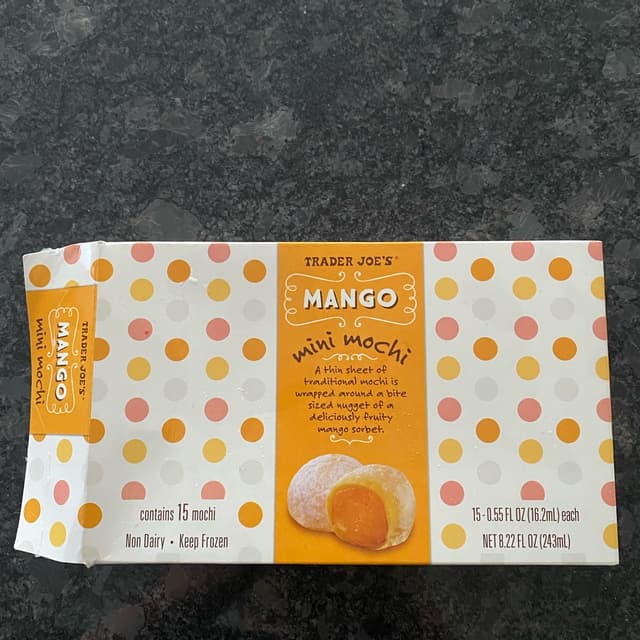 TRADER JOE'S®
MANGO
mini mochi
A thin sheet of
traditional mochi is
wrapped around a bite
sized nugget of a
deliciously fruity
mango sorbet.
contains 15 mochi
Non Dairy • Keep Frozen
15 - 0.55 FL OZ (16.2mL) each
NET 8.22 FL OZ (243mL)
TRADER JOE'S
MANGO
mini mochi